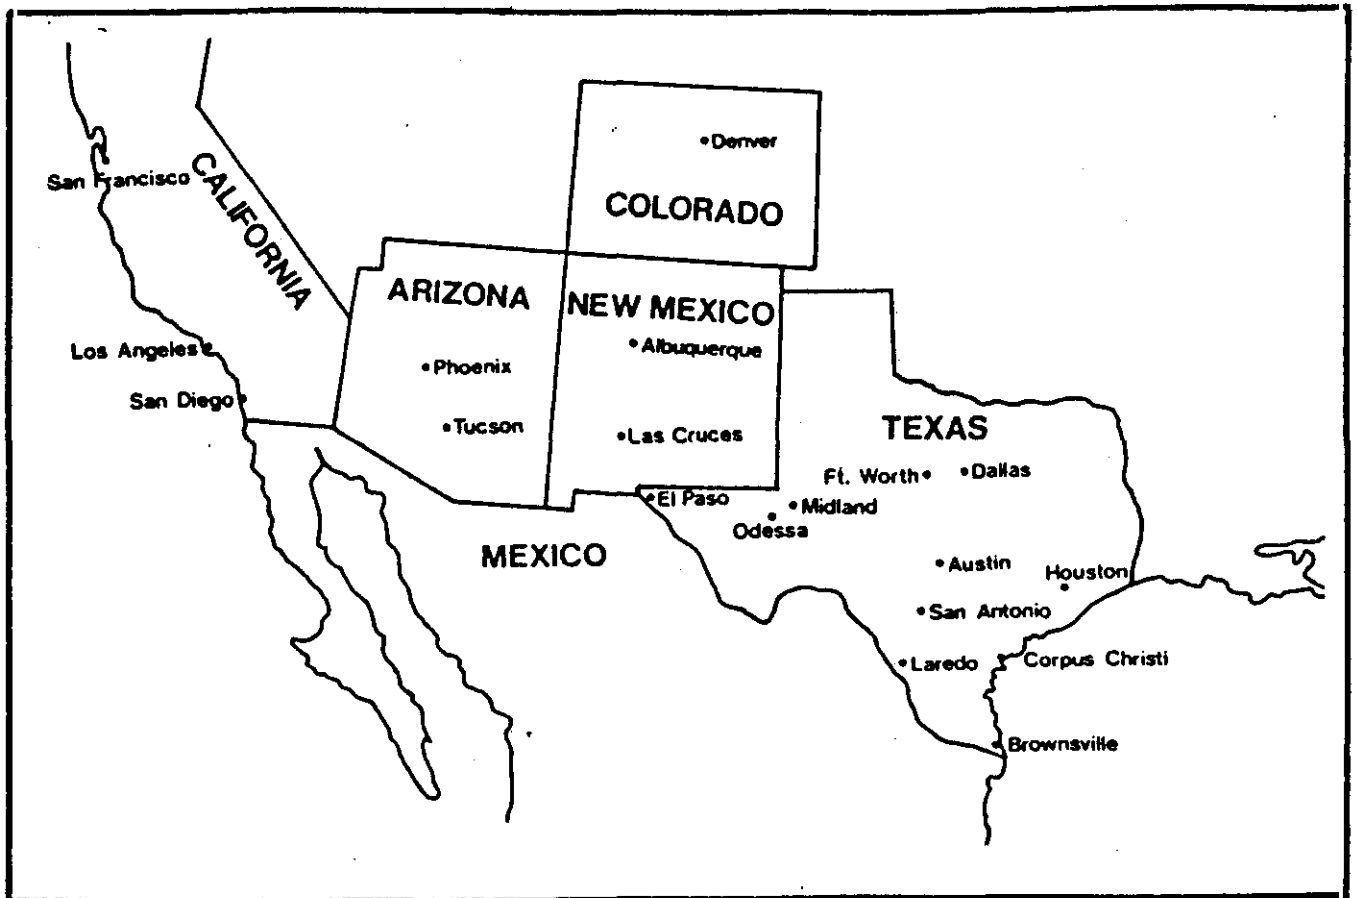 Denver
San Francisco
CALIFORNIA
COLORADO
ARIZONA
NEW MEXICO
Los Angeles
Albuquerque
Phoenix
San Diego
Tucson
Las Cruces
TEXAS
Ft. Worth
Dallas
El Paso
Midland
Odessa
MEXICO
Austin
Houston
San Antonio
Laredo
Corpus Christi
Brownsville